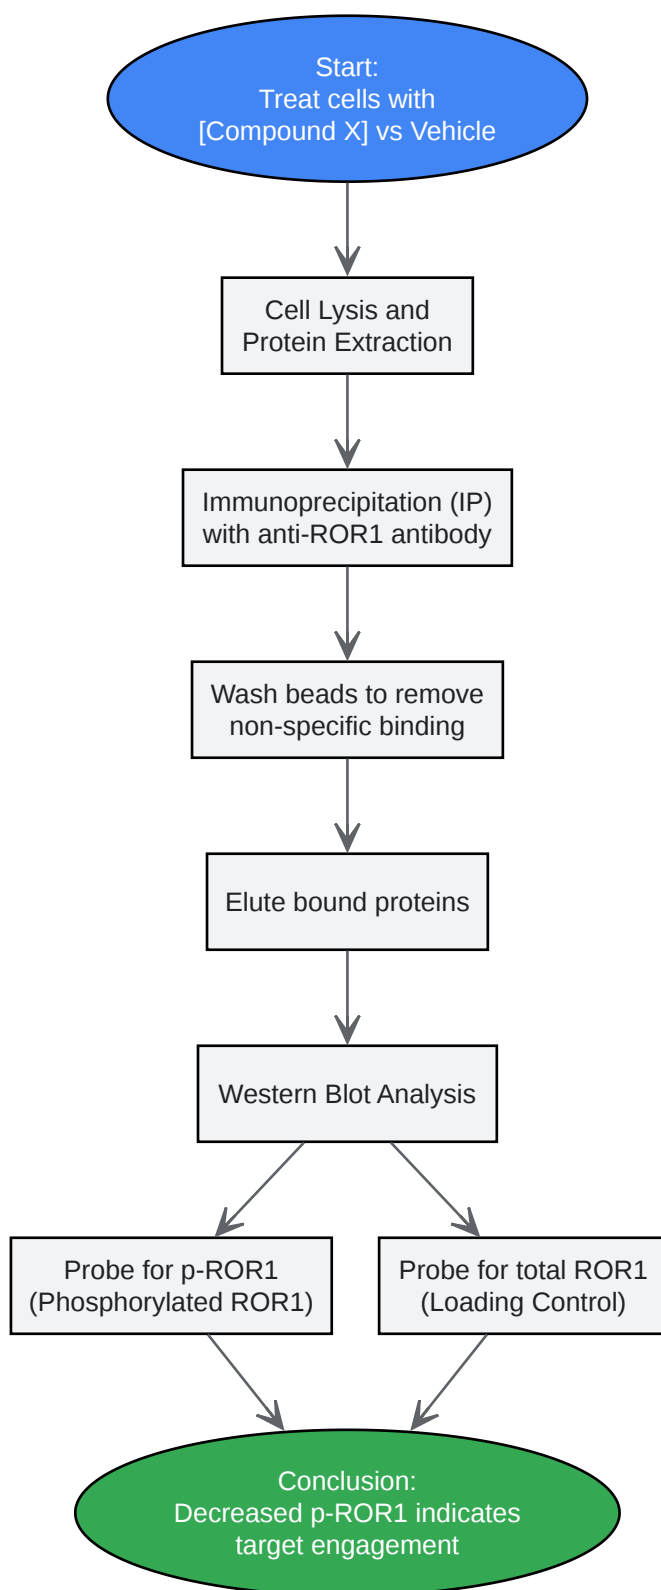 Start:
Treat cells with
[Compound X] vs Vehicle
Cell Lysis and
Protein Extraction
Immunoprecipitation (IP)
with anti-ROR1 antibody
Wash beads to remove
non-specific binding
Elute bound proteins
Western Blot Analysis
Probe for p-ROR1
(Phosphorylated ROR1)
Probe for total ROR1
(Loading Control)
Conclusion:
Decreased p-ROR1 indicates
target engagement